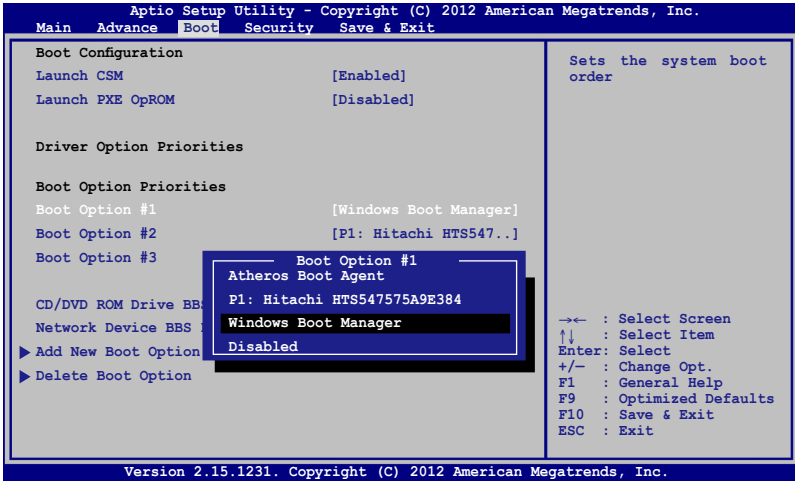 Aptio Setup Utility - Copyright (C) 2012 American Megatrends, Inc.
Main Advance Boot Security Save & Exit
Boot Configuration
Launch CSM [Enabled]
Launch PXE OpROM [Disabled]
Driver Option Priorities
Boot Option Priorities
Boot Option #1 [Windows Boot Manager]
Boot Option #2 [P1: Hitachi HTS547..]
Boot Option #3
CD/DVD ROM Drive BBS
Network Device BBS
▶ Add New Boot Option
▶ Delete Boot Option
Boot Option #1
Atheros Boot Agent
P1: Hitachi HTS547575A9E384
Windows Boot Manager
Disabled
Sets the system boot
order
→← : Select Screen
↑↓ : Select Item
Enter: Select
+/— : Change Opt.
F1 : General Help
F9 : Optimized Defaults
F10 : Save & Exit
ESC : Exit
Version 2.15.1231. Copyright (C) 2012 American Megatrends, Inc.